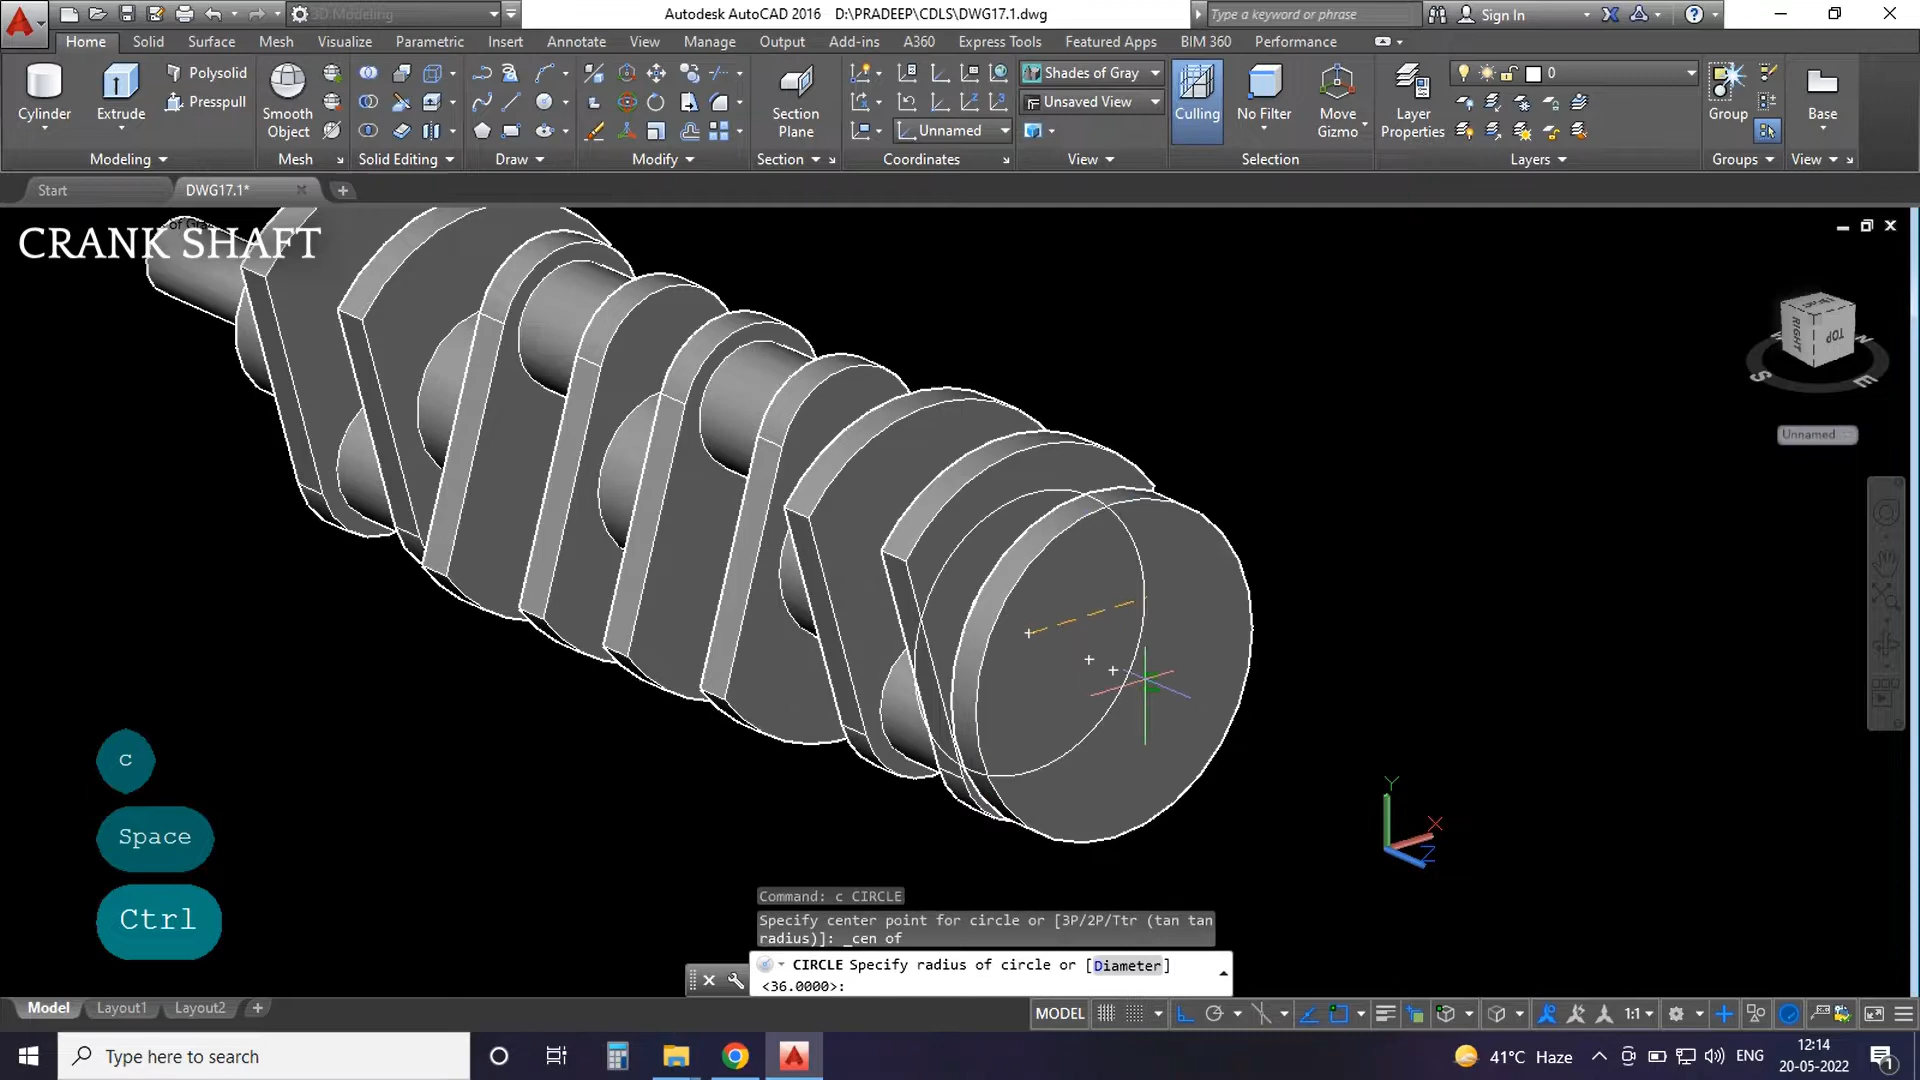 3D Modeling
Autodesk AutoCAD 2016 D:\PRADEEP\CDLS\DWG17.1.dwg
Type a keyword or phrase
Sign In
Home
Solid
Surface
Mesh
Visualize
Parametric
Insert
Annotate
View
Manage
Output
Add-ins
A360
Express Tools
Featured Apps
BIM 360
Performance
Polysolid
Shades of Gray
0
Presspull
Unsaved View
Cylinder
Extrude
Smooth
Object
Section
Plane
Unnamed
Culling
No Filter
Move
Gizmo
Layer
Properties
Group
Base
Modeling
Mesh
Solid Editing
Draw
Modify
Section
Coordinates
View
Selection
Layers
Groups
View
Start
DWG17.1*
CRANK SHAFT
RIGHT
TOP
S
E
Unnamed
c
Space
Ctrl
Y
X
Z
Command: c CIRCLE
Specify center point for circle or [3P/2P/Ttr (tan tan
radius)]: _cen of
CIRCLE Specify radius of circle or [Diameter]
<36.0000>:
Model
Layout1
Layout2
MODEL
1:1
Type here to search
41°C Haze
ENG
12:14
20-05-2022
1